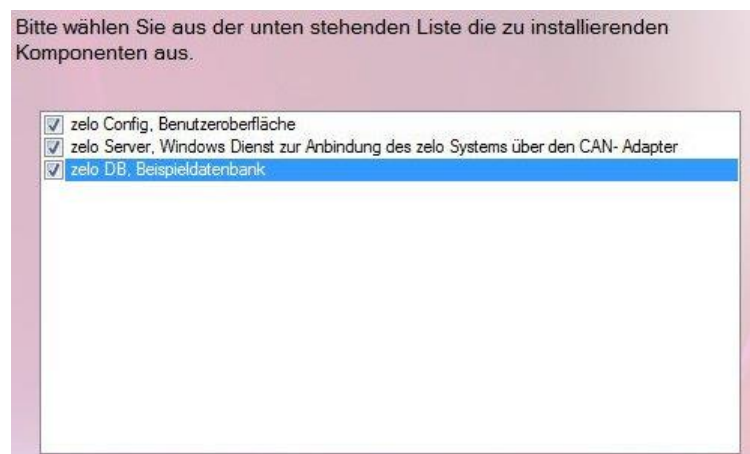 Bitte wählen Sie aus der unten stehenden Liste die zu installierenden
Komponenten aus.
zelo Config, Benutzeroberfläche
zelo Server, Windows Dienst zur Anbindung des zelo Systems über den CAN- Adapter
zelo DB, Beispieldatenbank